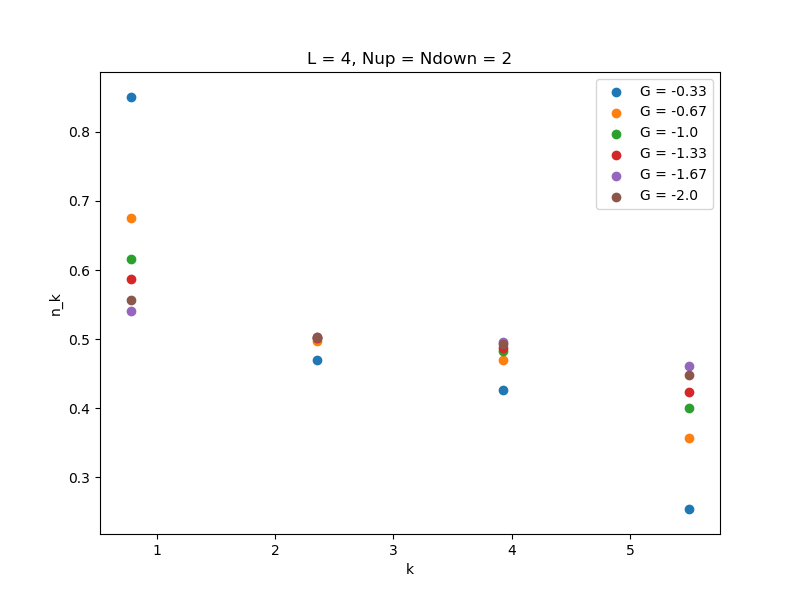 L = 4, Nup = Ndown = 2
G = -0.33
G = -0.67
G = -1.0
G = -1.33
G = -1.67
G = -2.0
n_k
0.8
0.7
0.6
0.5
0.4
0.3
1 2 3 4 5
k